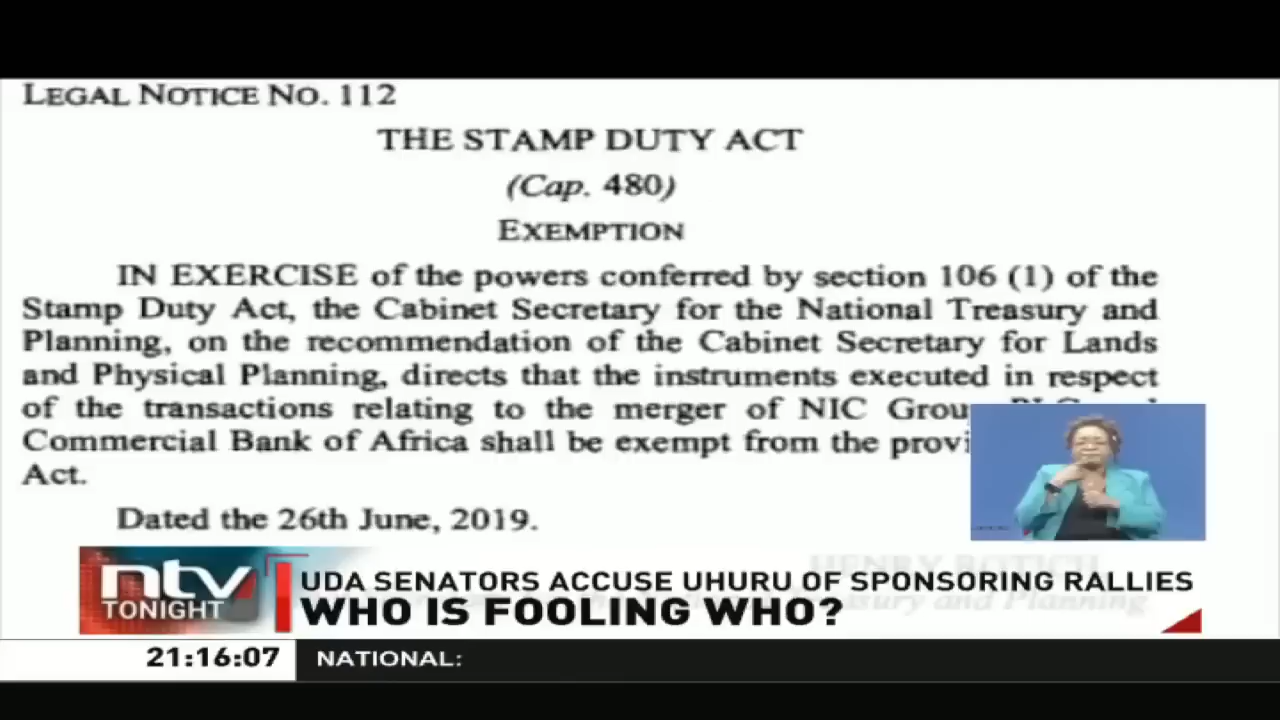 LEGAL NOTICE NO. 112
THE STAMP DUTY ACT
(Cap. 480)
EXEMPTION
IN EXERCISE of the powers conferred by section 106 (1) of the
Stamp Duty Act, the Cabinet Secretary for the National Treasury and
Planning, on the recommendation of the Cabinet Secretary for Lands
and Physical Planning, directs that the instruments executed in respect
of the transactions relating to the merger of NIC
Commercial Bank of Africa shall be exempt from the
Act.
Dated the 26th June, 2019.
HENRY ROTICH
and Planning
ntv
TONIGHT
UDA SENATORS ACCUSE UHURU OF SPONSORING RALLIES
WHO IS FOOLING WHO?
21:16:07
NATIONAL: